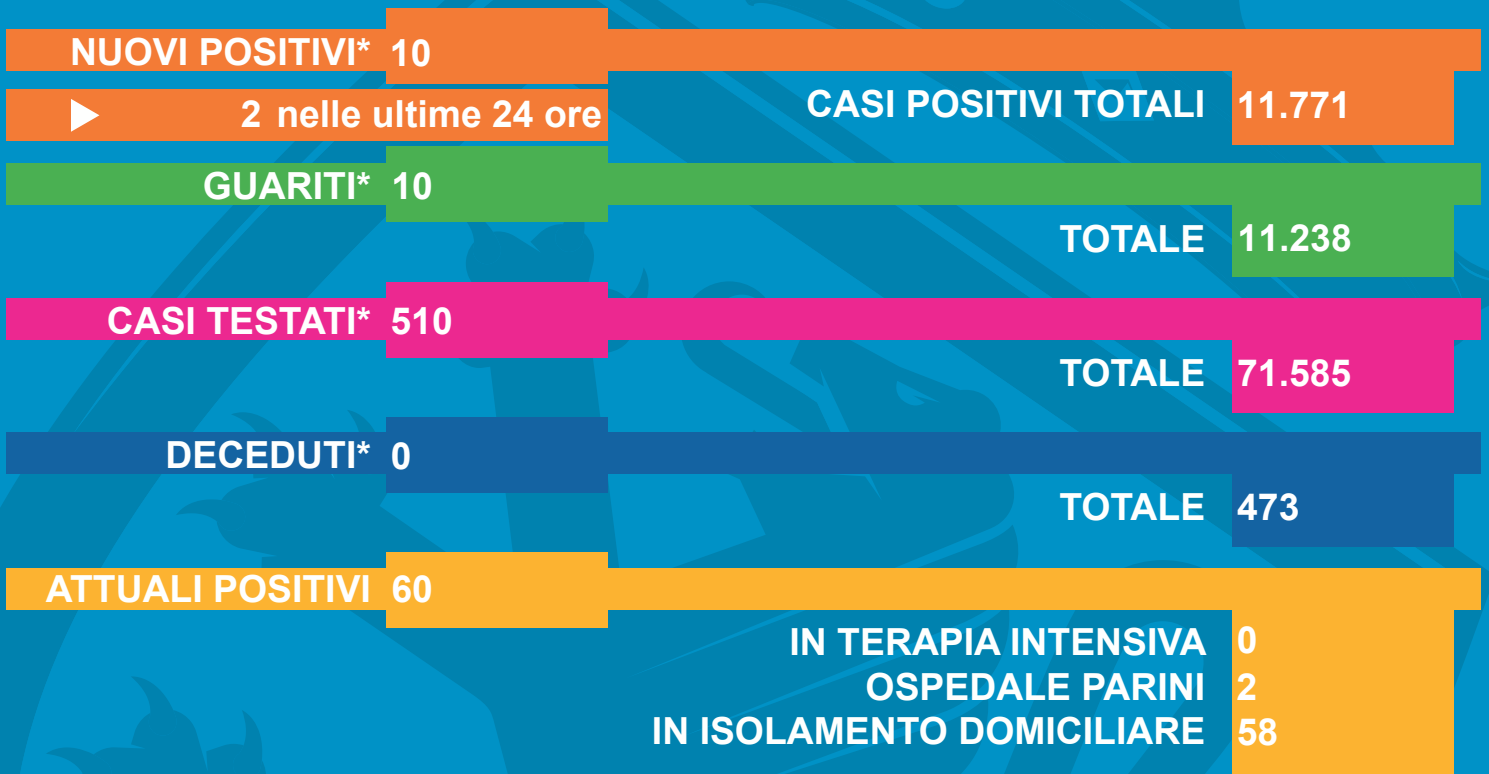 NUOVI POSITIVI* 10
2 nelle ultime 24 ore
CASI POSITIVI TOTALI 11.771
GUARITI* 10
TOTALE 11.238
CASI TESTATI* 510
TOTALE 71.585
DECEDUTI* 0
TOTALE 473
ATTUALI POSITIVI 60
IN TERAPIA INTENSIVA 0
OSPEDALE PARINI 2
IN ISOLAMENTO DOMICILIARE 58